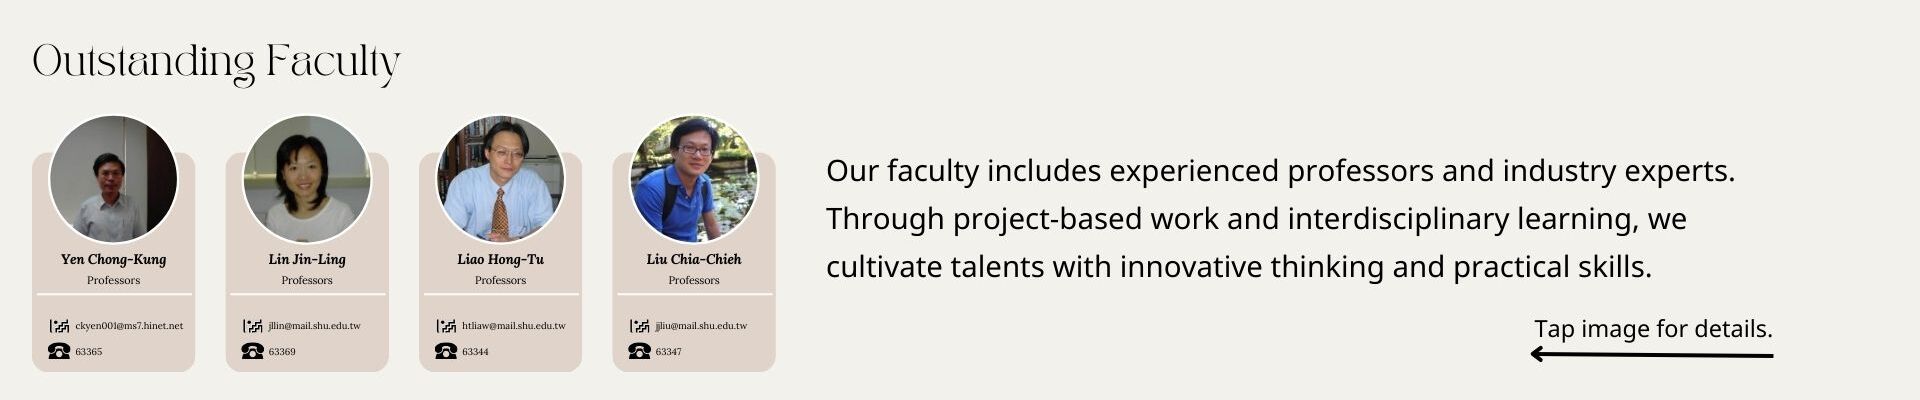 Outstanding Faculty
Yen Chong-Kung
Professors
ckyen001@ms7.hinet.net
63365
Lin Jin-Ling
Professors
jllin@mail.shu.edu.tw
63369
Liao Hong-Tu
Professors
htliaw@mail.shu.edu.tw
63344
Liu Chia-Chieh
Professors
jjliu@mail.shu.edu.tw
63347
Our faculty includes experienced professors and industry experts.
Through project-based work and interdisciplinary learning, we
cultivate talents with innovative thinking and practical skills.
Tap image for details.